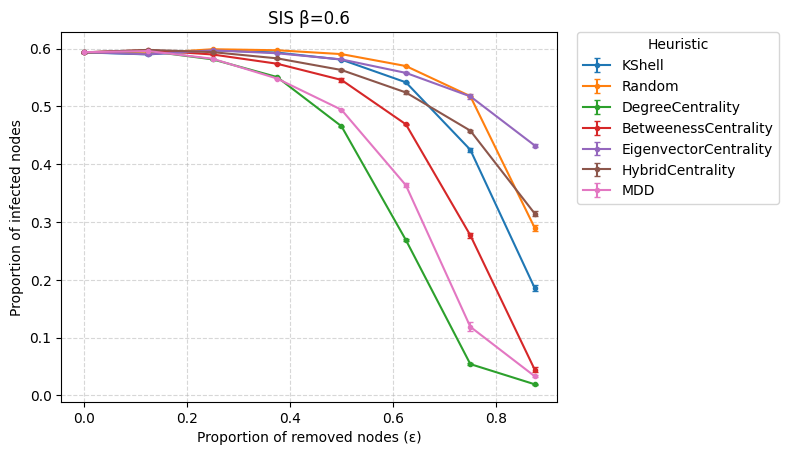 SIS β=0.6
Proportion of infected nodes
0.6
0.5
0.4
0.3
0.2
0.1
0.0
0.0 0.2 0.4 0.6 0.8
Proportion of removed nodes (ε)
Heuristic
KShell
Random
DegreeCentrality
BetweenessCentrality
EigenvectorCentrality
HybridCentrality
MDD